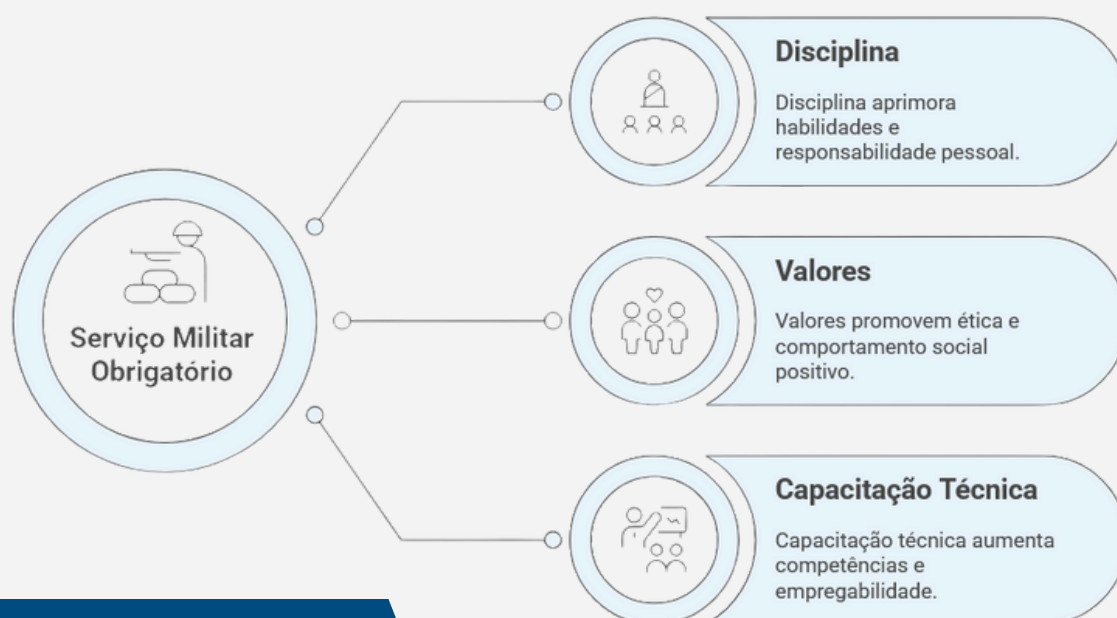 Serviço Militar
Obrigatório
Disciplina
Disciplina aprimora
habilidades e
responsabilidade pessoal.
Valores
Valores promovem ética e
comportamento social
positivo.
Capacitação Técnica
Capacitação técnica aumenta
competências e
empregabilidade.